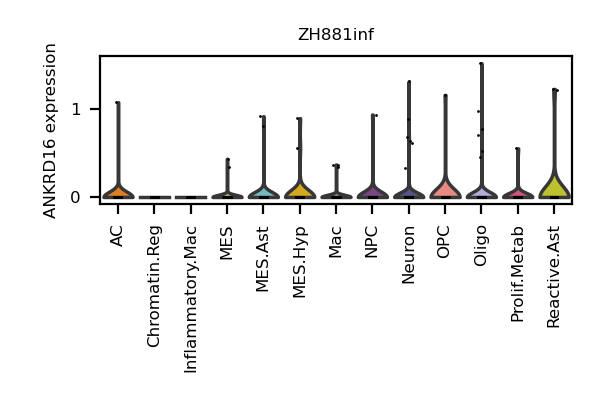 ZH881inf
ANKRD16 expression
1
0
AC
Chromatin.Reg
Inflammatory.Mac
MES
MES.Ast
MES.Hyp
Mac
NPC
Neuron
OPC
Oligo
Prolif.Metab
Reactive.Ast